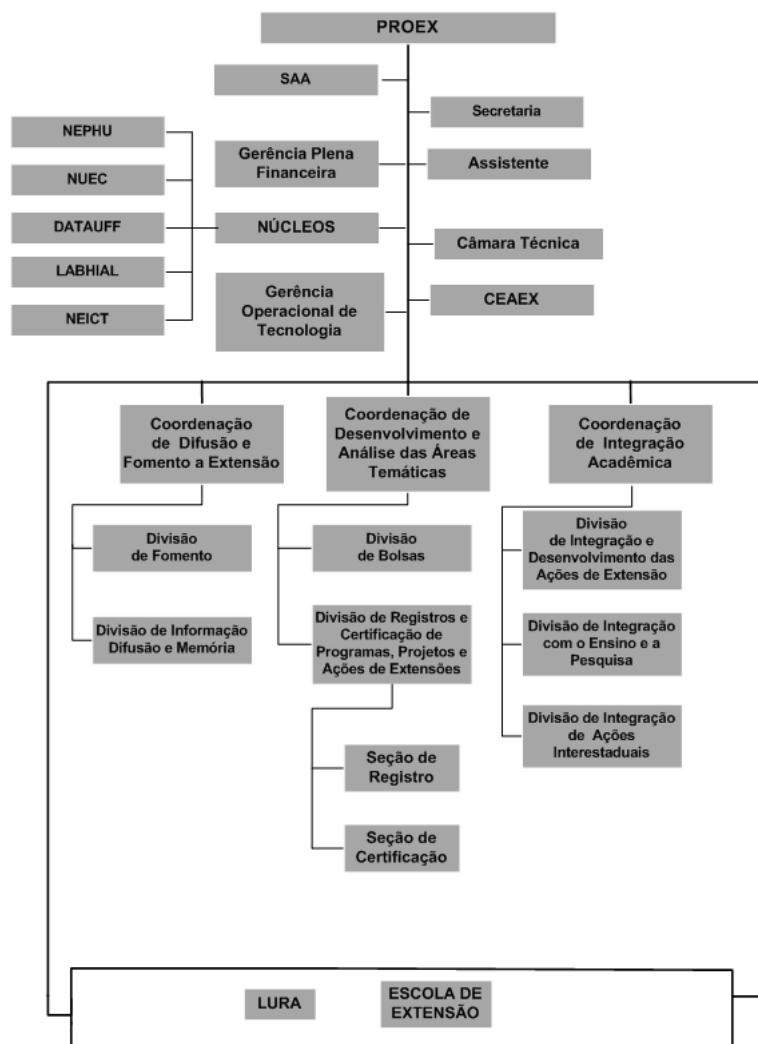 PROEX
SAA
Secretaria
NEPHU
Gerência Plena
Financeira
Assistente
NUEC
DATAUFF
NÚCLEOS
Câmara Técnica
LABHIAL
Gerência
Operacional de
Tecnologia
CEAEX
NEICT
Coordenação
de Difusão e
Fomento a Extensão
Coordenação de
Desenvolvimento e
Análise das Áreas
Temáticas
Coordenação
de Integração
Acadêmica
Divisão
de Fomento
Divisão de Informação
Difusão e Memória
Divisão
de Bolsas
Divisão de Registros e
Certificação de
Programas, Projetos e
Ações de Extensões
Seção de
Registro
Seção de
Certificação
Divisão
de Integração e
Desenvolvimento das
Ações de Extensão
Divisão de Integração
com o Ensino e a
Pesquisa
Divisão de Integração
de Ações
Interestaduais
LURA
ESCOLA DE
EXTENSÃO